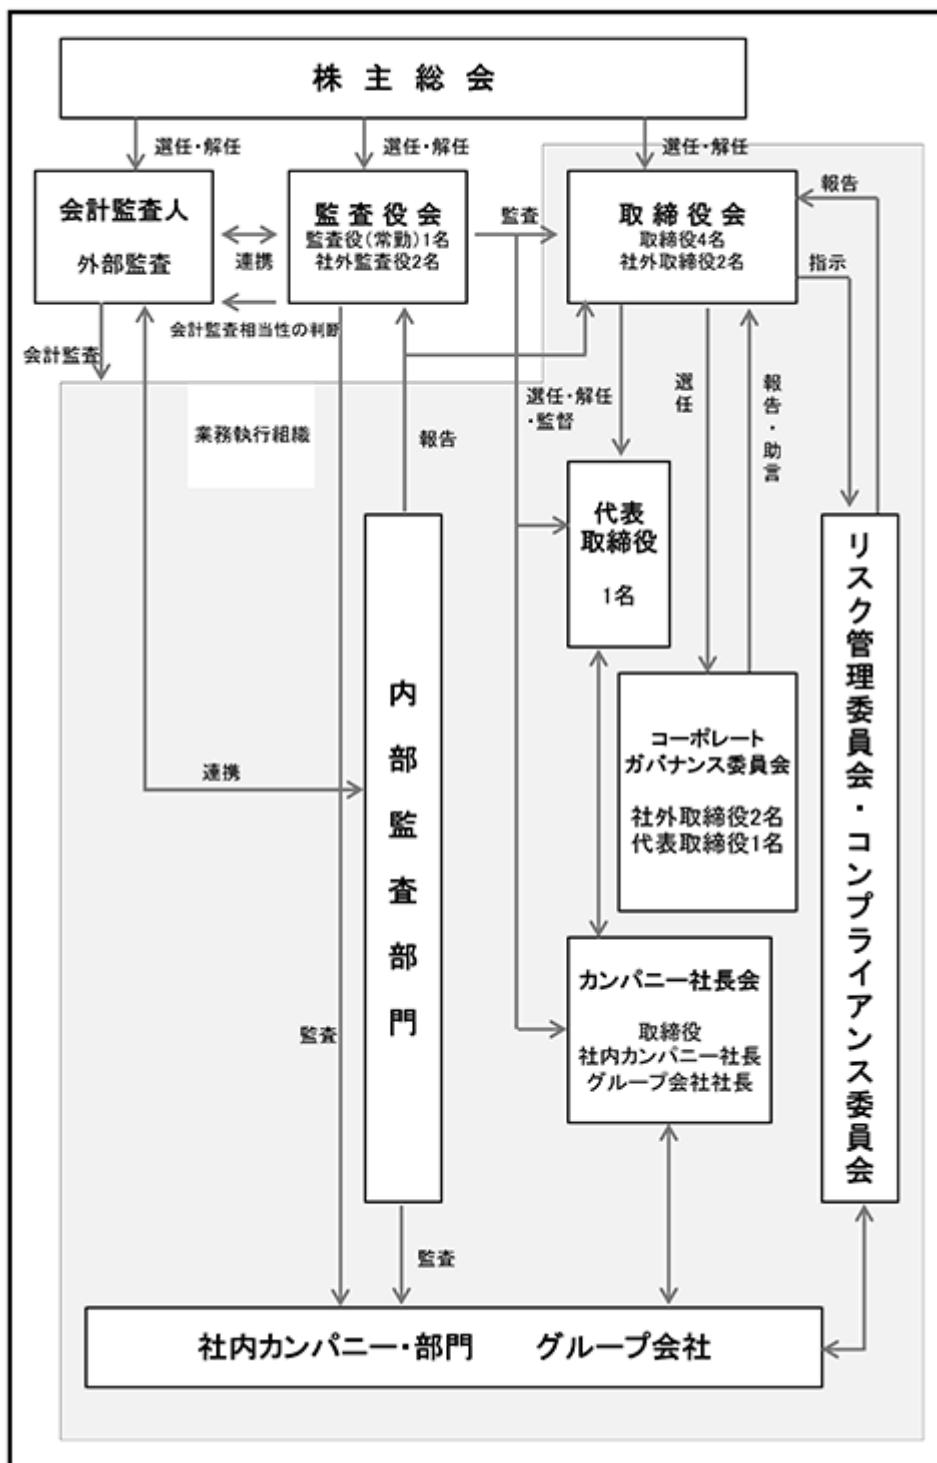 株主総会
選任・解任
選任・解任
選任・解任
会計監査人
外部監査
連携
監査役会
監査役(常勤)1名
社外監査役2名
監査
取締役会
取締役4名
社外取締役2名
報告
指示
会計監査相当性の判断
会計監査
業務執行組織
報告
選任・解任
・監督
選任
報告・助言
代表
取締役
1名
リスク管理委員会・コンプライアンス委員会
内部監査部門
コーポレート
ガバナンス委員会
社外取締役2名
代表取締役1名
連携
カンパニー社長会
取締役
社内カンパニー社長
グループ会社社長
監査
監査
社内カンパニー・部門 グループ会社